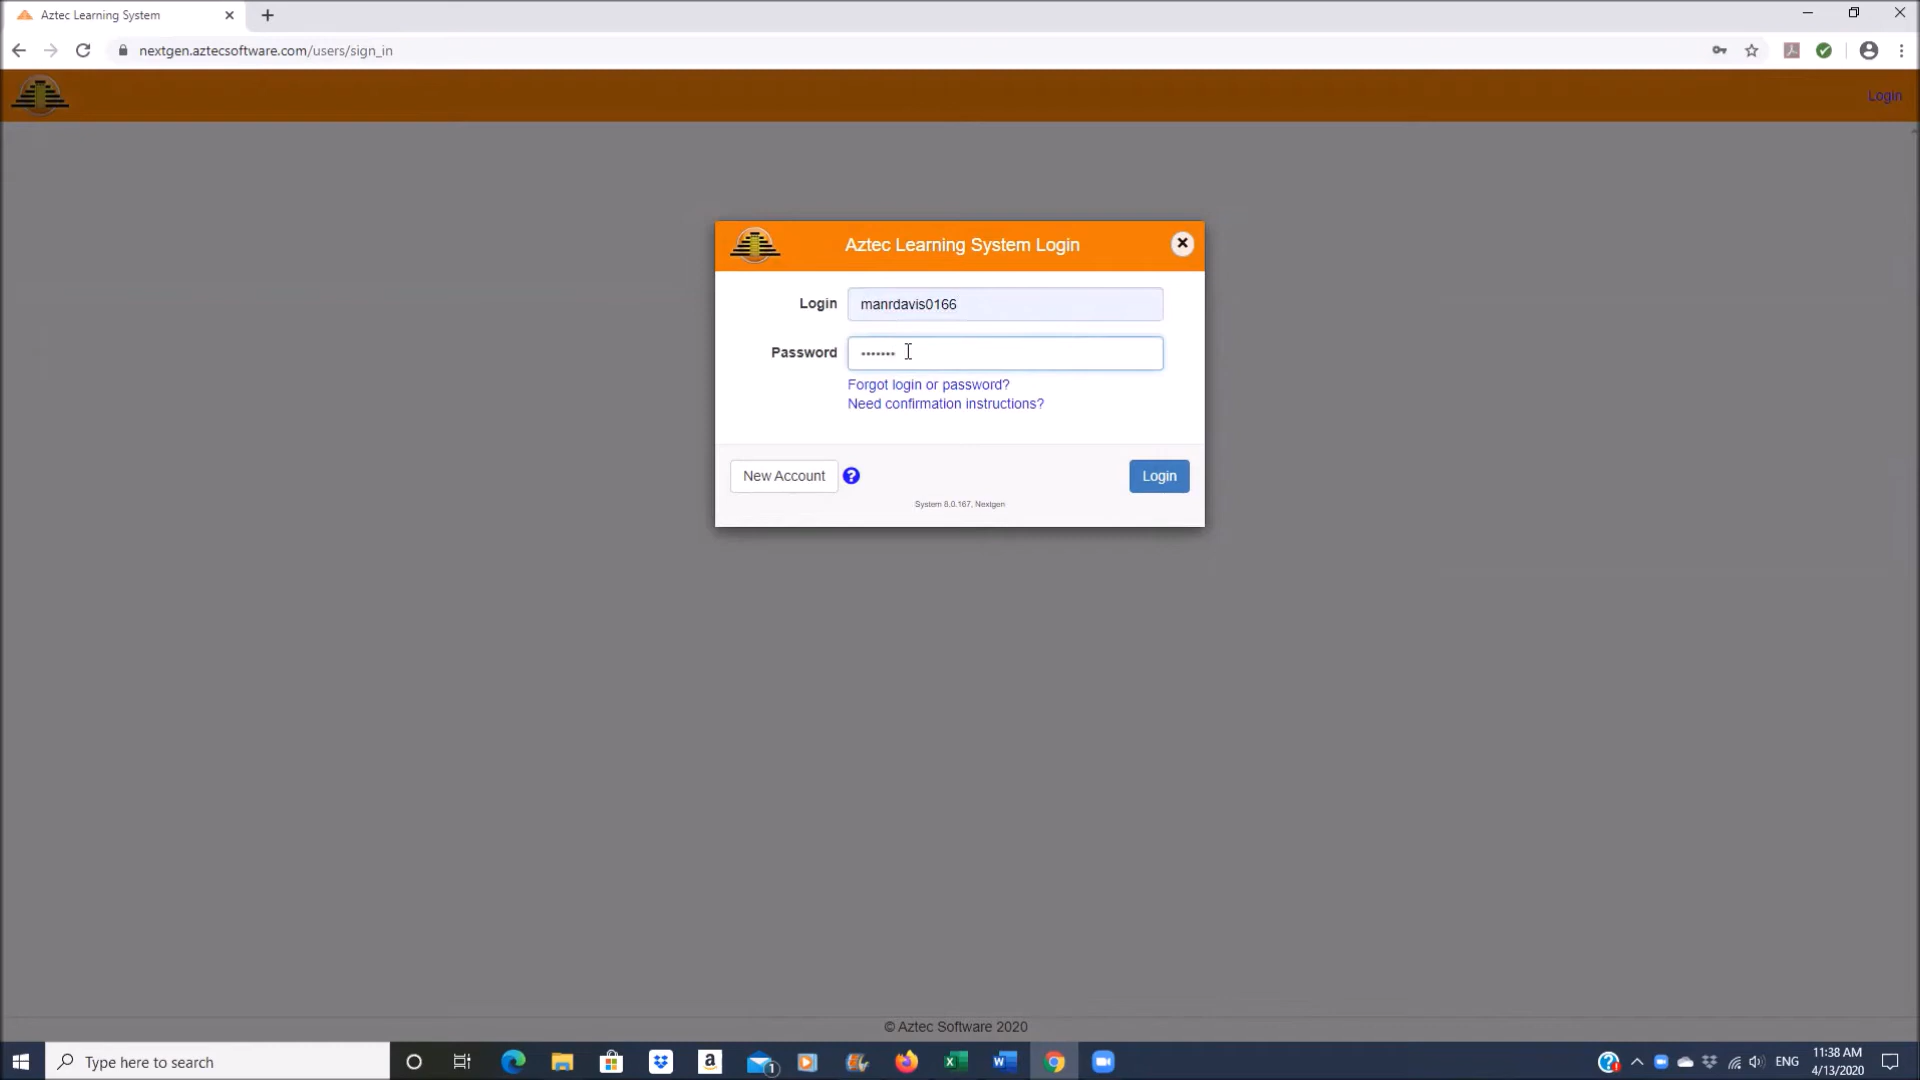 Aztec Learning System
nextgen.aztecsoftware.com/users/sign_in
Login
Aztec Learning System Login
Login manrdavis0166
Password •••••••
Forgot login or password?
Need confirmation instructions?
New Account ? Login
System 8.0.167, Nextgen
© Aztec Software 2020
Type here to search
ENG
11:38 AM
4/13/2020